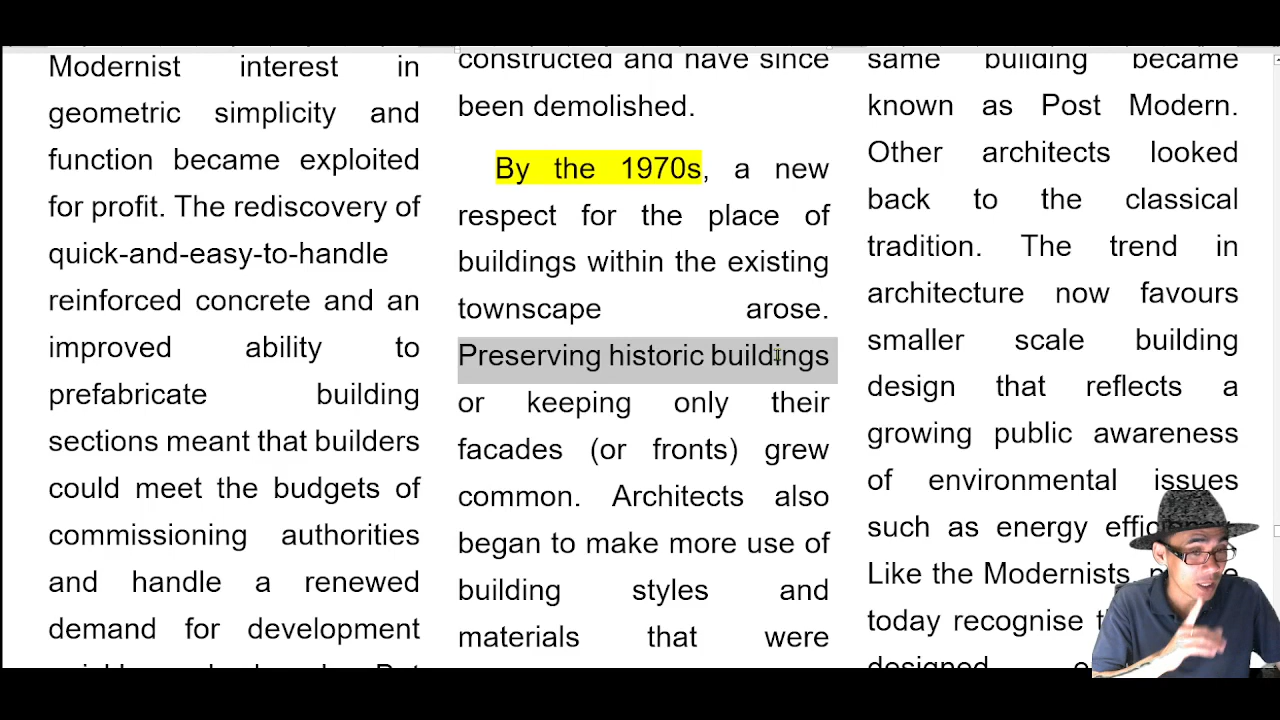 Modernist interest in
geometric simplicity and
function became exploited
for profit. The rediscovery of
quick-and-easy-to-handle
reinforced concrete and an
improved ability to
prefabricate building
sections meant that builders
could meet the budgets of
commissioning authorities
and handle a renewed
demand for development
constructed and have since
been demolished.
By the 1970s, a new
respect for the place of
buildings within the existing
townscape arose.
Preserving historic buildings
or keeping only their
facades (or fronts) grew
common. Architects also
began to make more use of
building styles and
materials that were
same building became
known as Post Modern.
Other architects looked
back to the classical
tradition. The trend in
architecture now favours
smaller scale building
design that reflects a
growing public awareness
of environmental issues
such as energy
Like the Modernists,
today recognise
designed